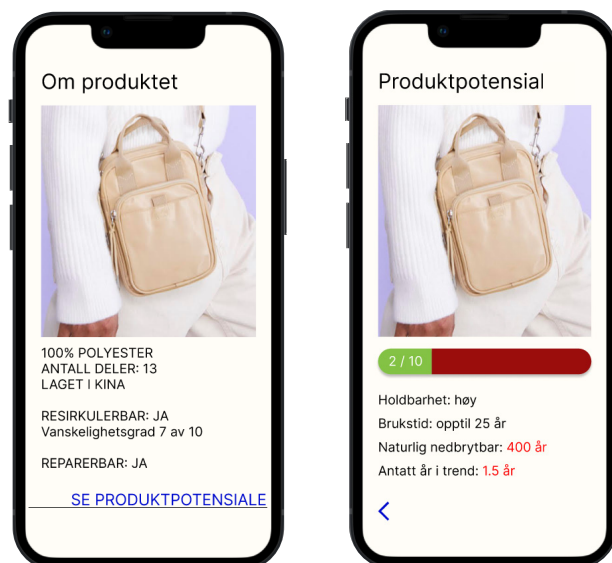 Om produktet
100% POLYESTER
ANTALL DELER: 13
LAGET I KINA
RESIRKULERBAR: JA
Vanskelighetsgrad 7 av 10
REPARERBAR: JA
SE PRODUKTPOTENSIALE
Produktpotensial
2 / 10
Holdbarhet: høy
Brukstid: opptil 25 år
Naturlig nedbrytbar: 400 år
Antatt år i trend: 1.5 år